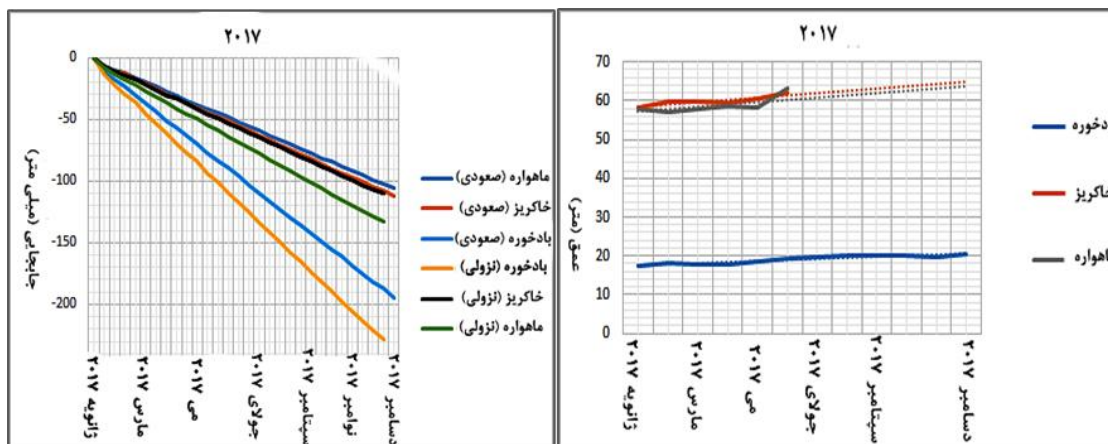 ۲۰۱۷
0
-50
-100
-150
-200
جابجایی (میلی متر)
ژانویه ۲۰۱۷
مارس ۲۰۱۷
می ۲۰۱۷
جولای ۲۰۱۷
سپتامبر ۲۰۱۷
نوامبر ۲۰۱۷
دسامبر ۲۰۱۷
ماهواره (صعودی)
خاکریز (صعودی)
بادخوره (صعودی)
بادخوره (نزولی)
خاکریز (نزولی)
ماهواره (نزولی)
۲۰۱۷
70
60
50
40
30
20
10
0
عمق (متر)
ژانویه ۲۰۱۷
مارس ۲۰۱۷
می ۲۰۱۷
جولای ۲۰۱۷
سپتامبر ۲۰۱۷
دسامبر ۲۰۱۷
ادخوره
خاکریز
ماهواره